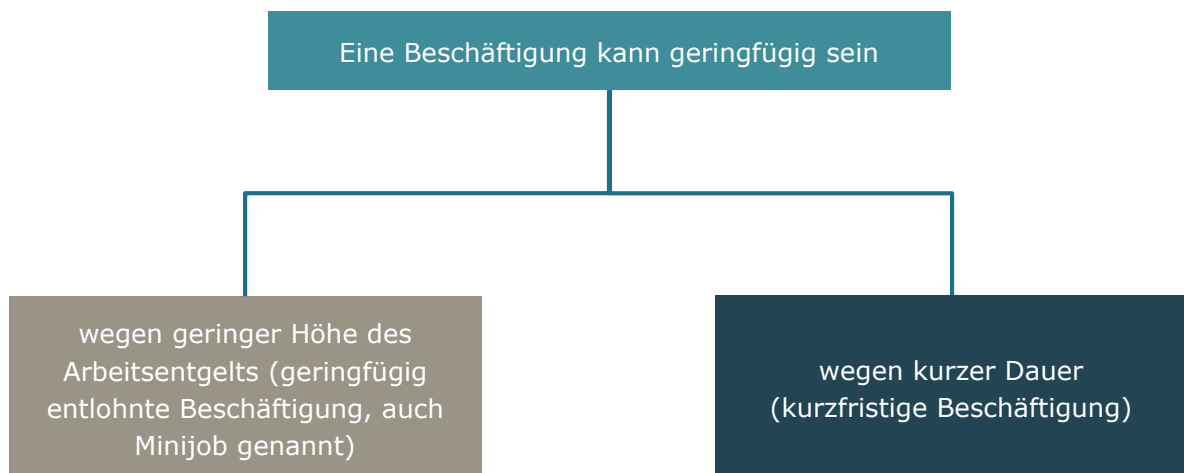 Eine Beschäftigung kann geringfügig sein
wegen geringer Höhe des
Arbeitsentgelts (geringfügig
entlohnte Beschäftigung, auch
Minijob genannt)
wegen kurzer Dauer
(kurzfristige Beschäftigung)